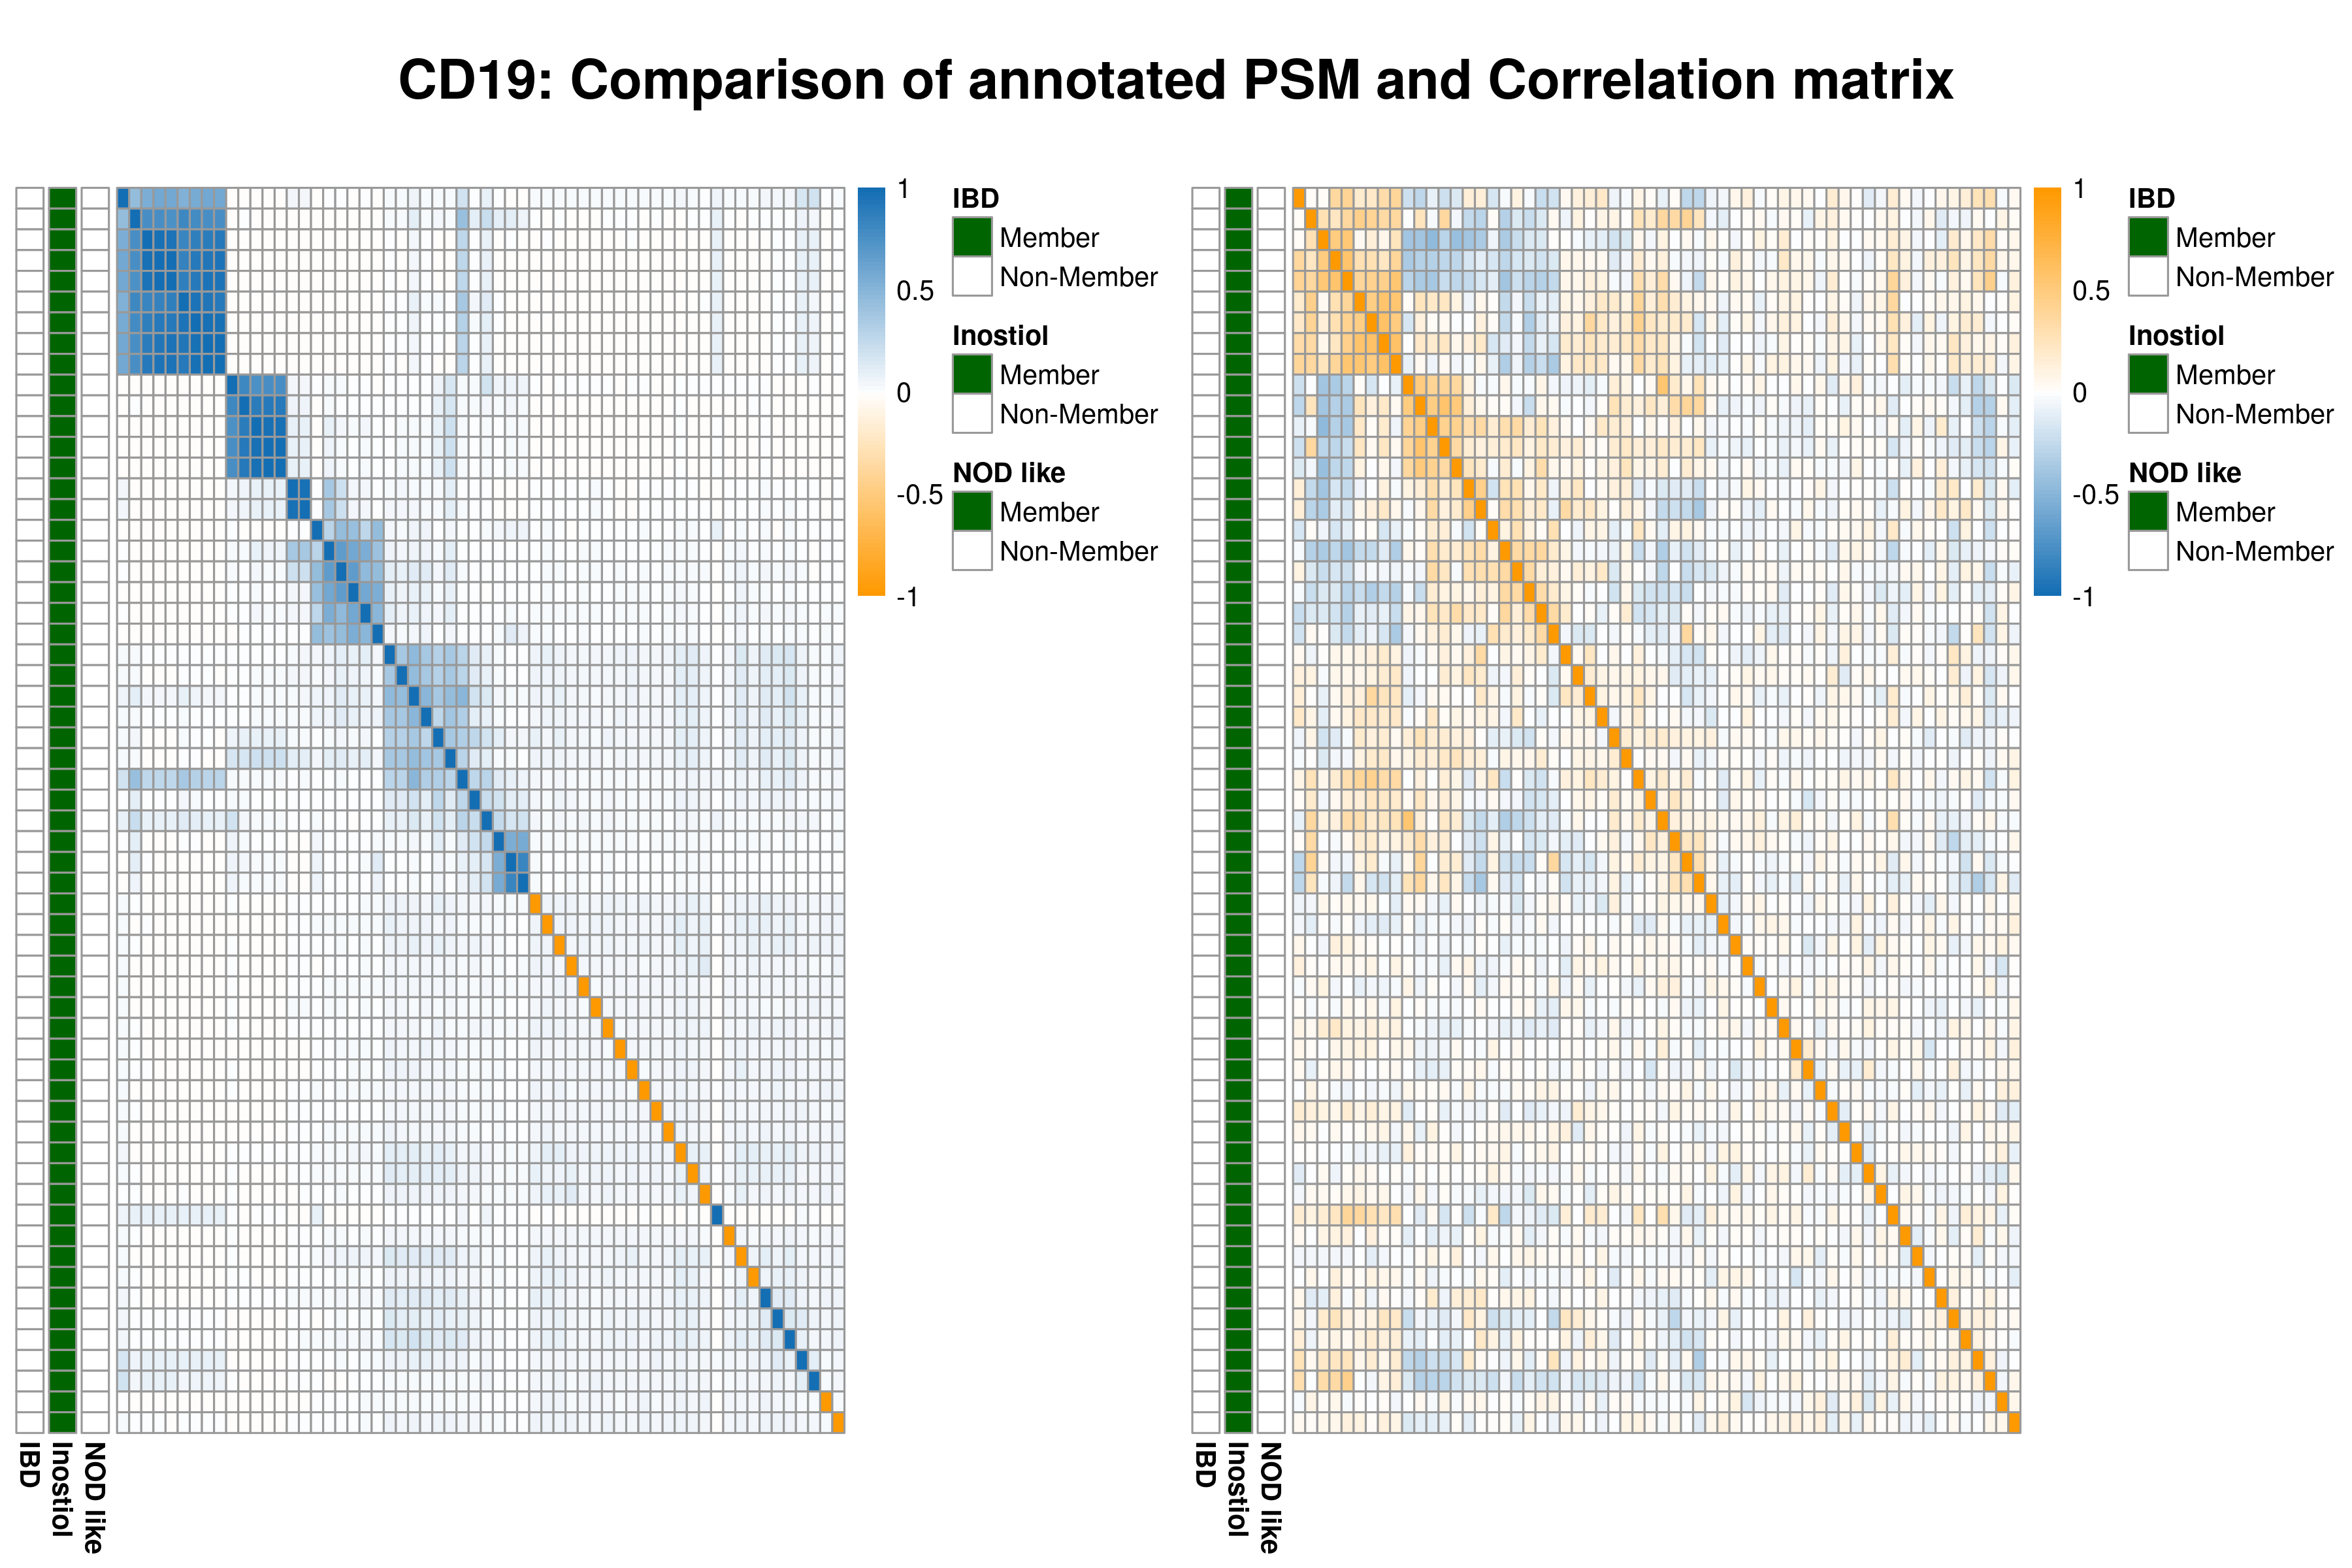 CD19: Comparison of annotated PSM and Correlation matrix
1
0.5
0
-0.5
-1
IBD
Member
Non-Member
Inostiol
Member
Non-Member
NOD like
Member
Non-Member
IBD
Inostiol
NOD like
1
0.5
0
-0.5
-1
IBD
Member
Non-Member
Inostiol
Member
Non-Member
NOD like
Member
Non-Member
IBD
Inostiol
NOD like